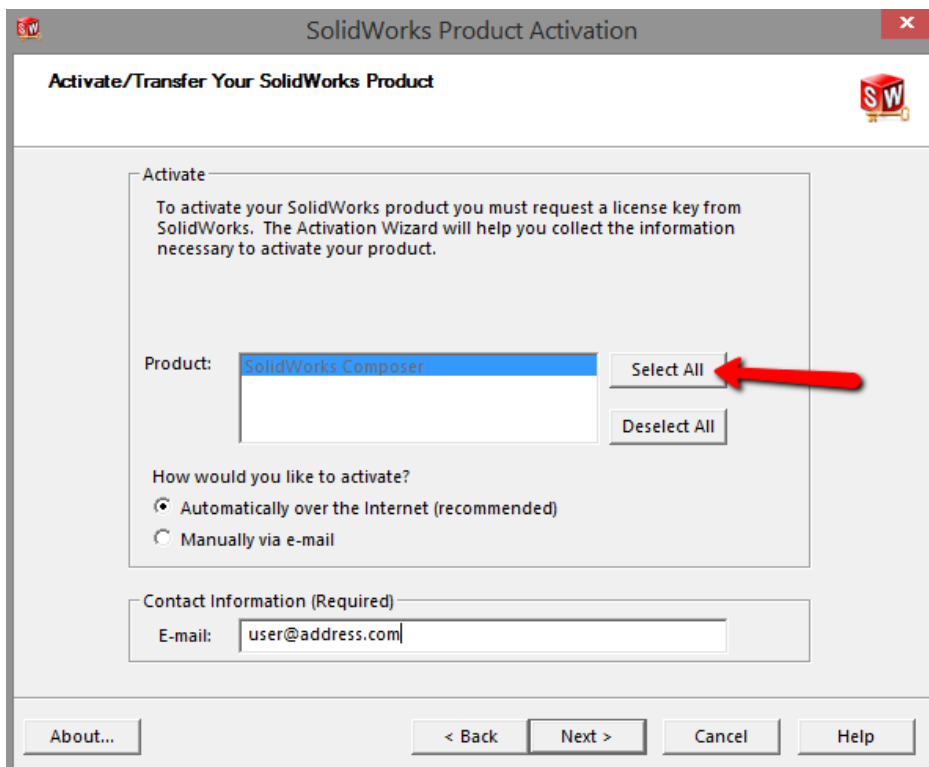 SW
SolidWorks Product Activation
x
Activate/Transfer Your SolidWorks Product
SW
Activate
To activate your SolidWorks product you must request a license key from
SolidWorks. The Activation Wizard will help you collect the information
necessary to activate your product.
Product:
SolidWorks Composer
Select All
Deselect All
How would you like to activate?
Automatically over the Internet (recommended)
Manually via e-mail
Contact Information (Required)
E-mail:
user@address.com
About...
< Back
Next >
Cancel
Help